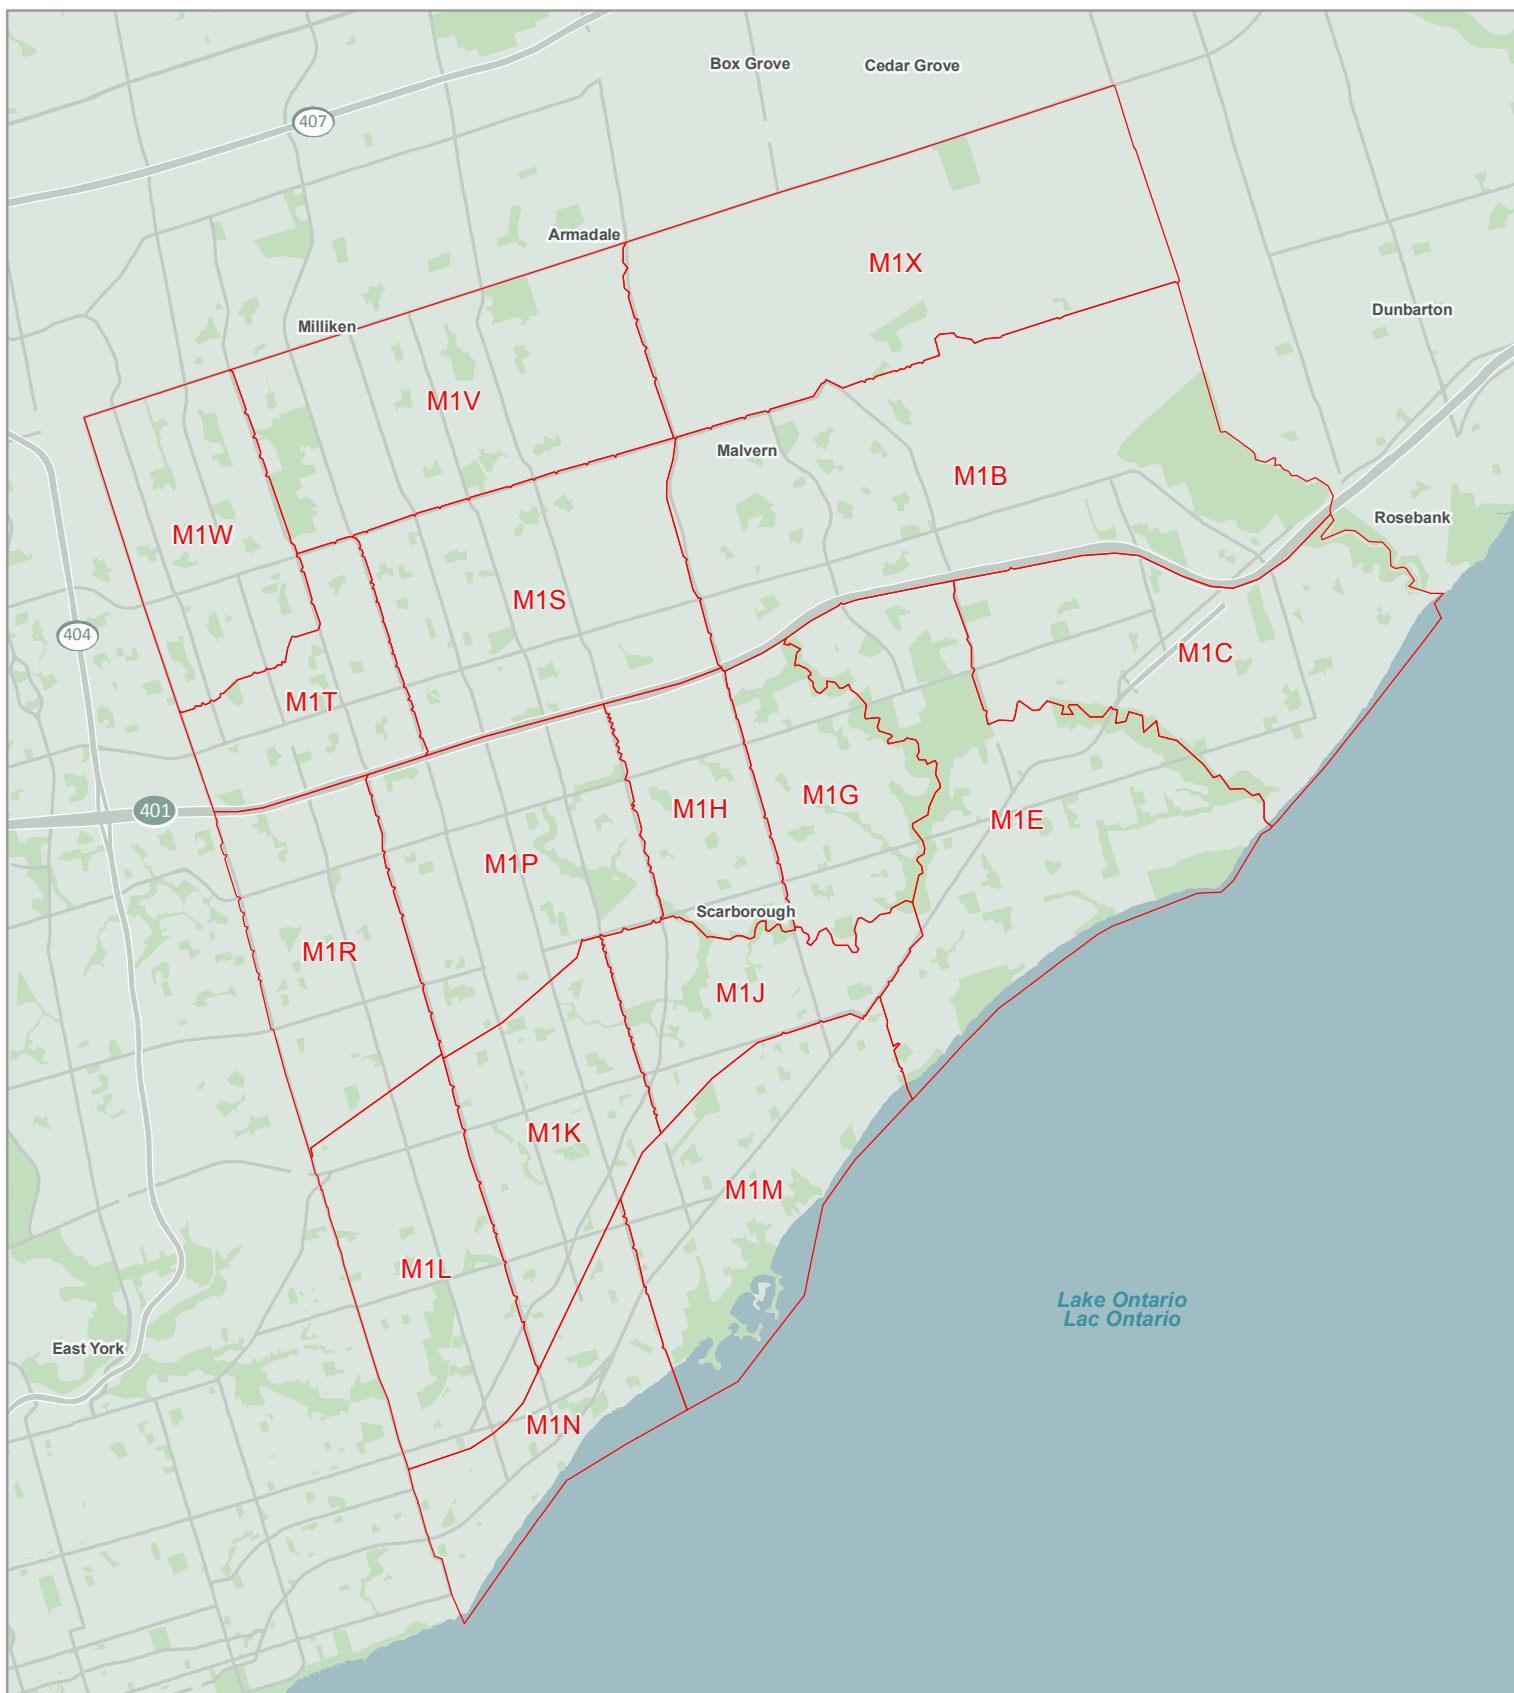 Box Grove
Cedar Grove
407
Armadale
M1X
Dunbarton
Milliken
M1V
Malvern
M1B
Rosebank
M1W
M1S
404
M1C
M1T
M1G
401
M1H
M1E
M1P
Scarborough
M1R
M1J
M1K
M1M
M1L
Lake Ontario
Lac Ontario
East York
M1N